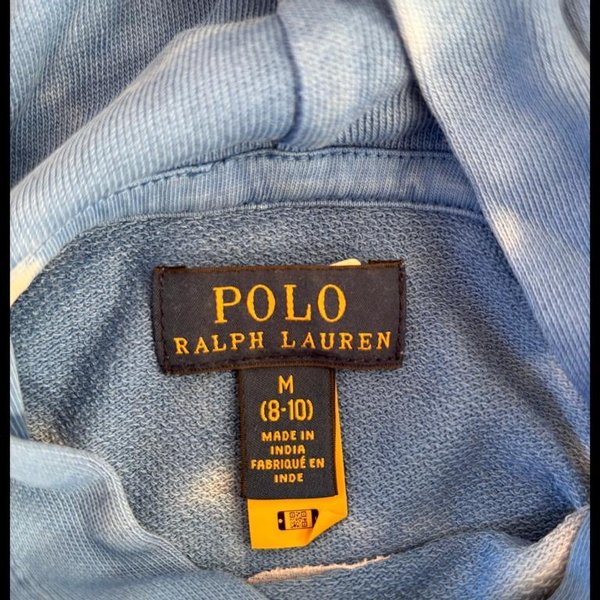 POLO
RALPH LAUREN
M
(8-10)
MADE IN
INDIA
FABRIQUÉ EN
INDE